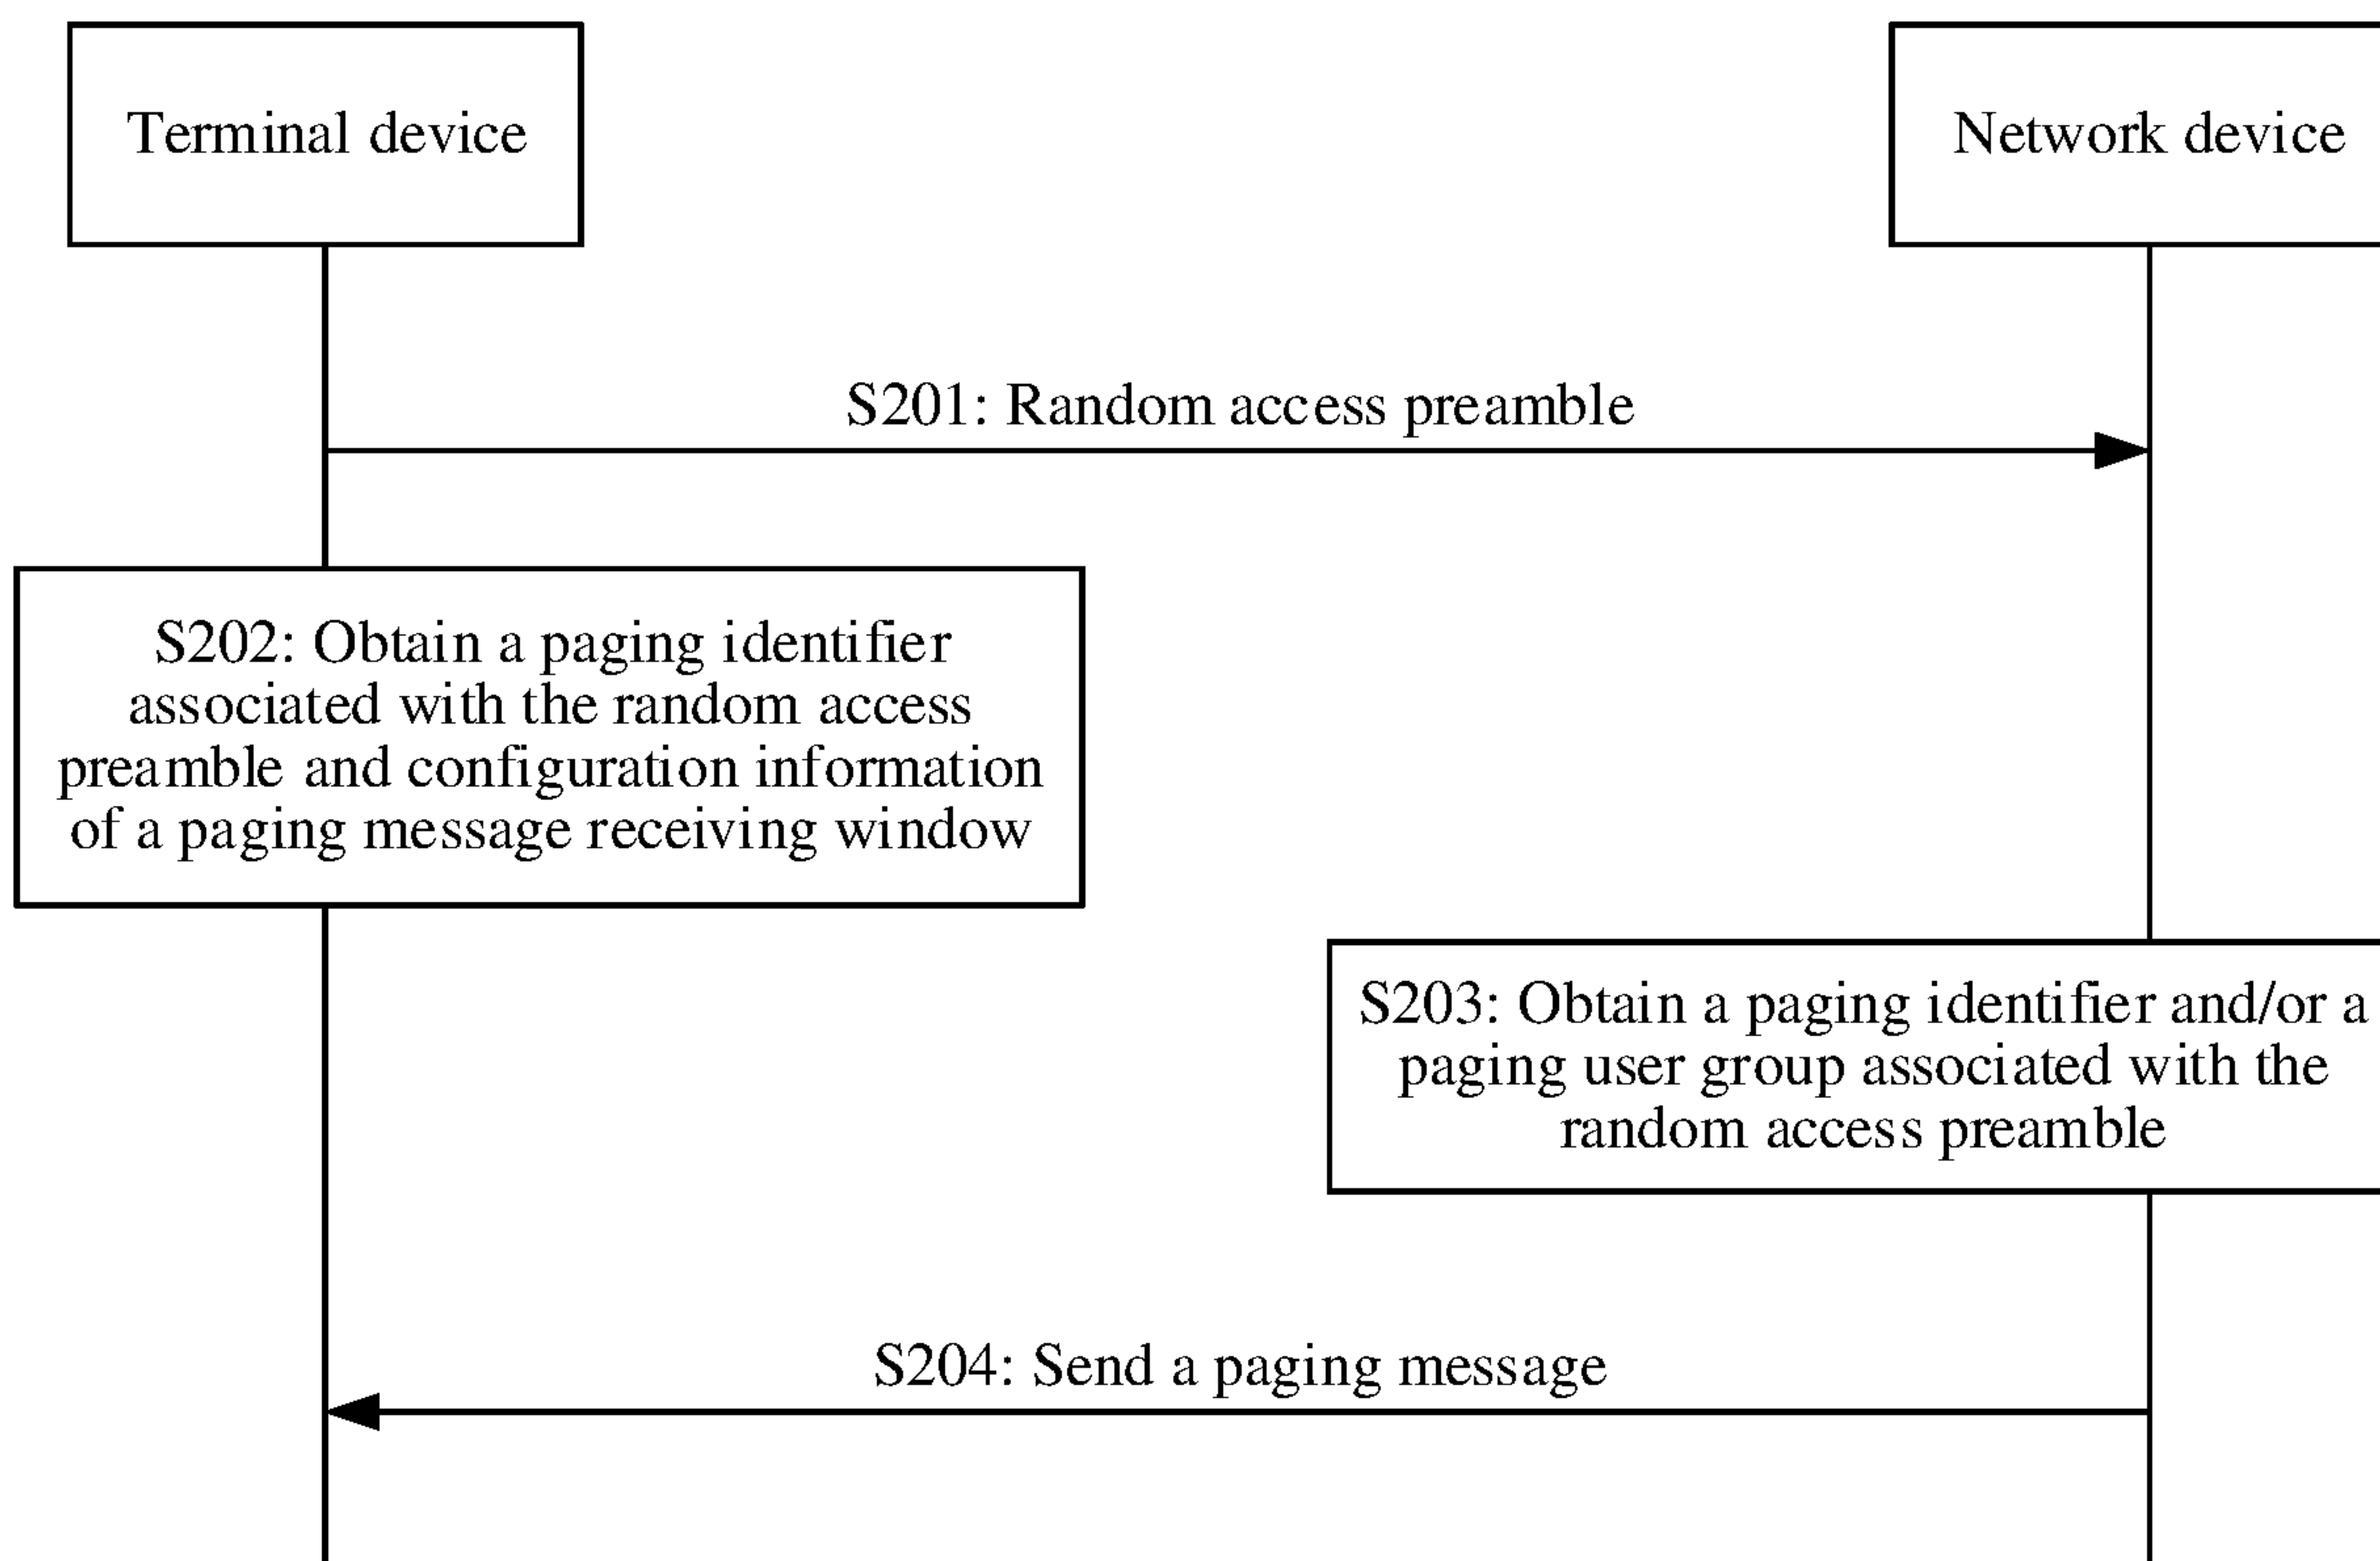 Terminal device
Network device
S201: Random access preamble
S202: Obtain a paging identifier
associated with the random access
preamble and configuration information
of a paging message receiving window
S203: Obtain a paging identifier and/or a
paging user group associated with the
random access preamble
S204: Send a paging message